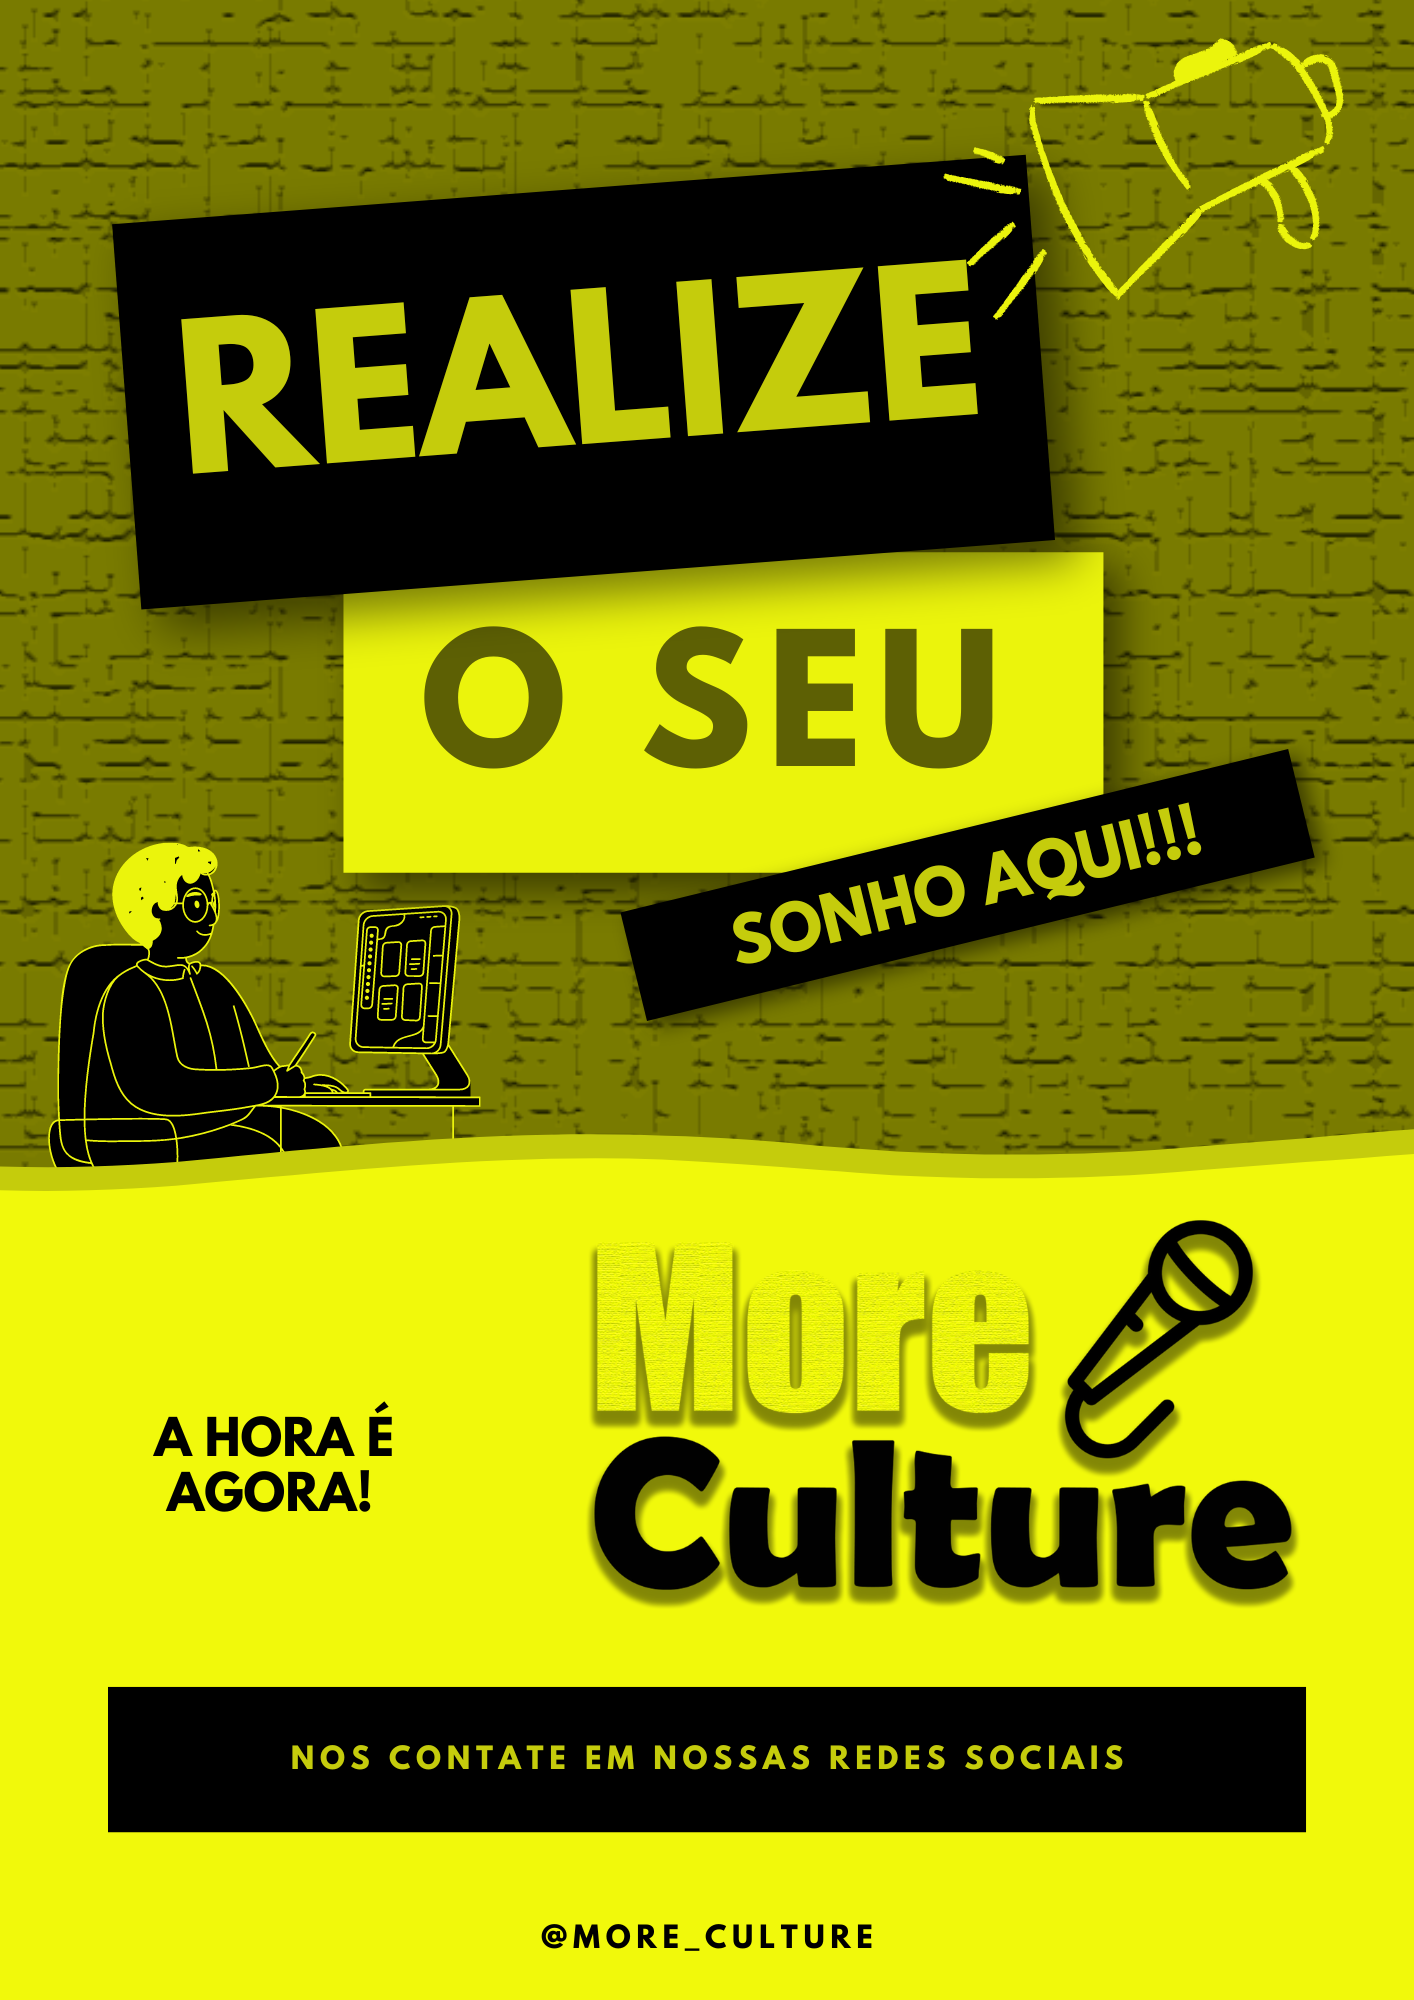 REALIZE
O SEU
SONHO AQUI!!!
More
Culture
A HORA É
AGORA!
NOS CONTATE EM NOSSAS REDES SOCIAIS
@MORE_CULTURE